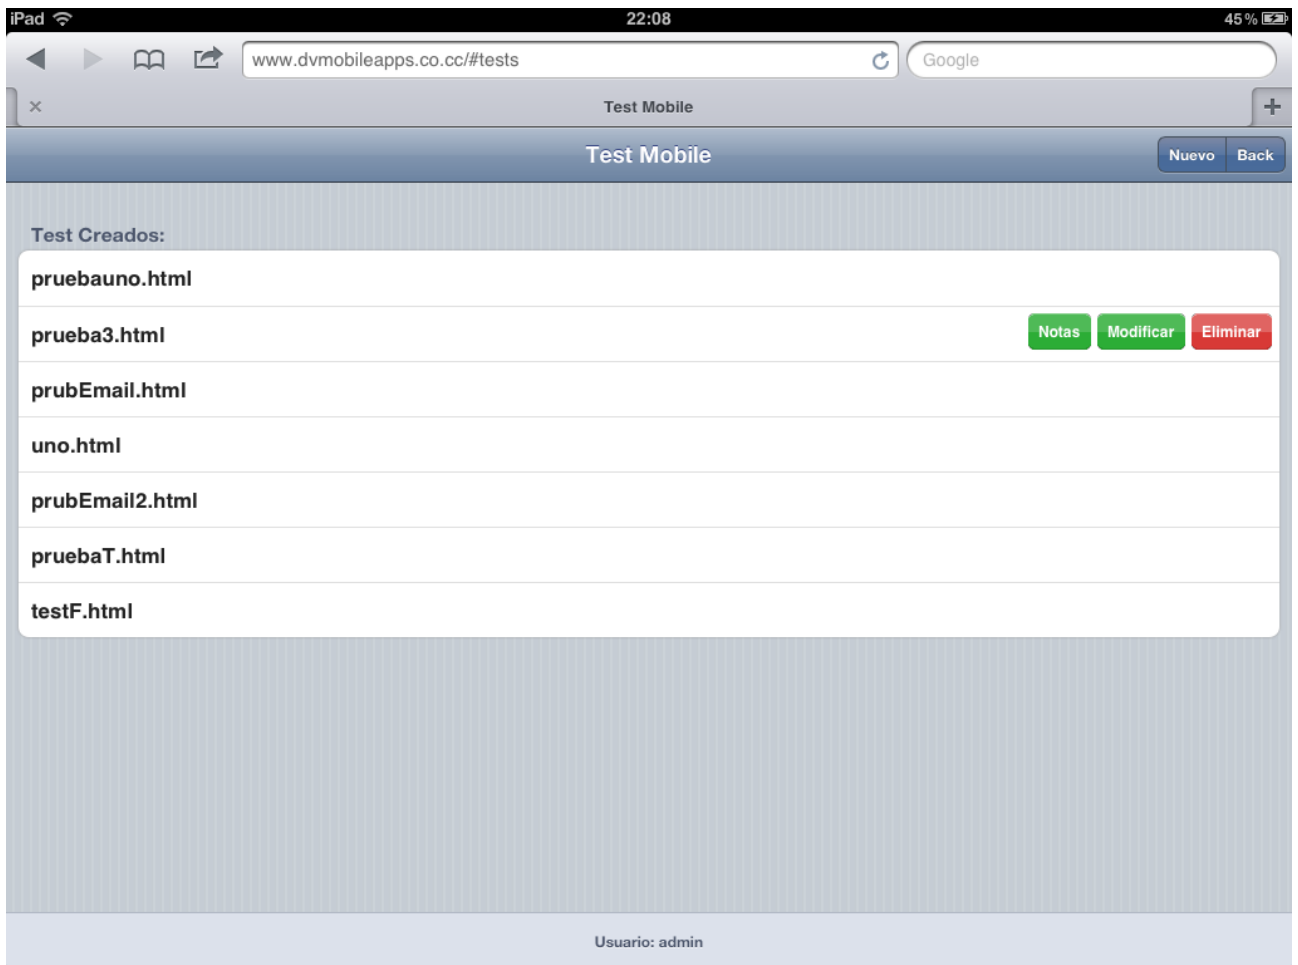 iPad 22:08 45%
www.dvmobileapps.co.cc/#tests Google
Test Mobile
Test Mobile Nuevo Back
Test Creados:
pruebauno.html
prueba3.html Notas Modificar Eliminar
prubEmail.html
uno.html
prubEmail2.html
pruebaT.html
testF.html
Usuario: admin